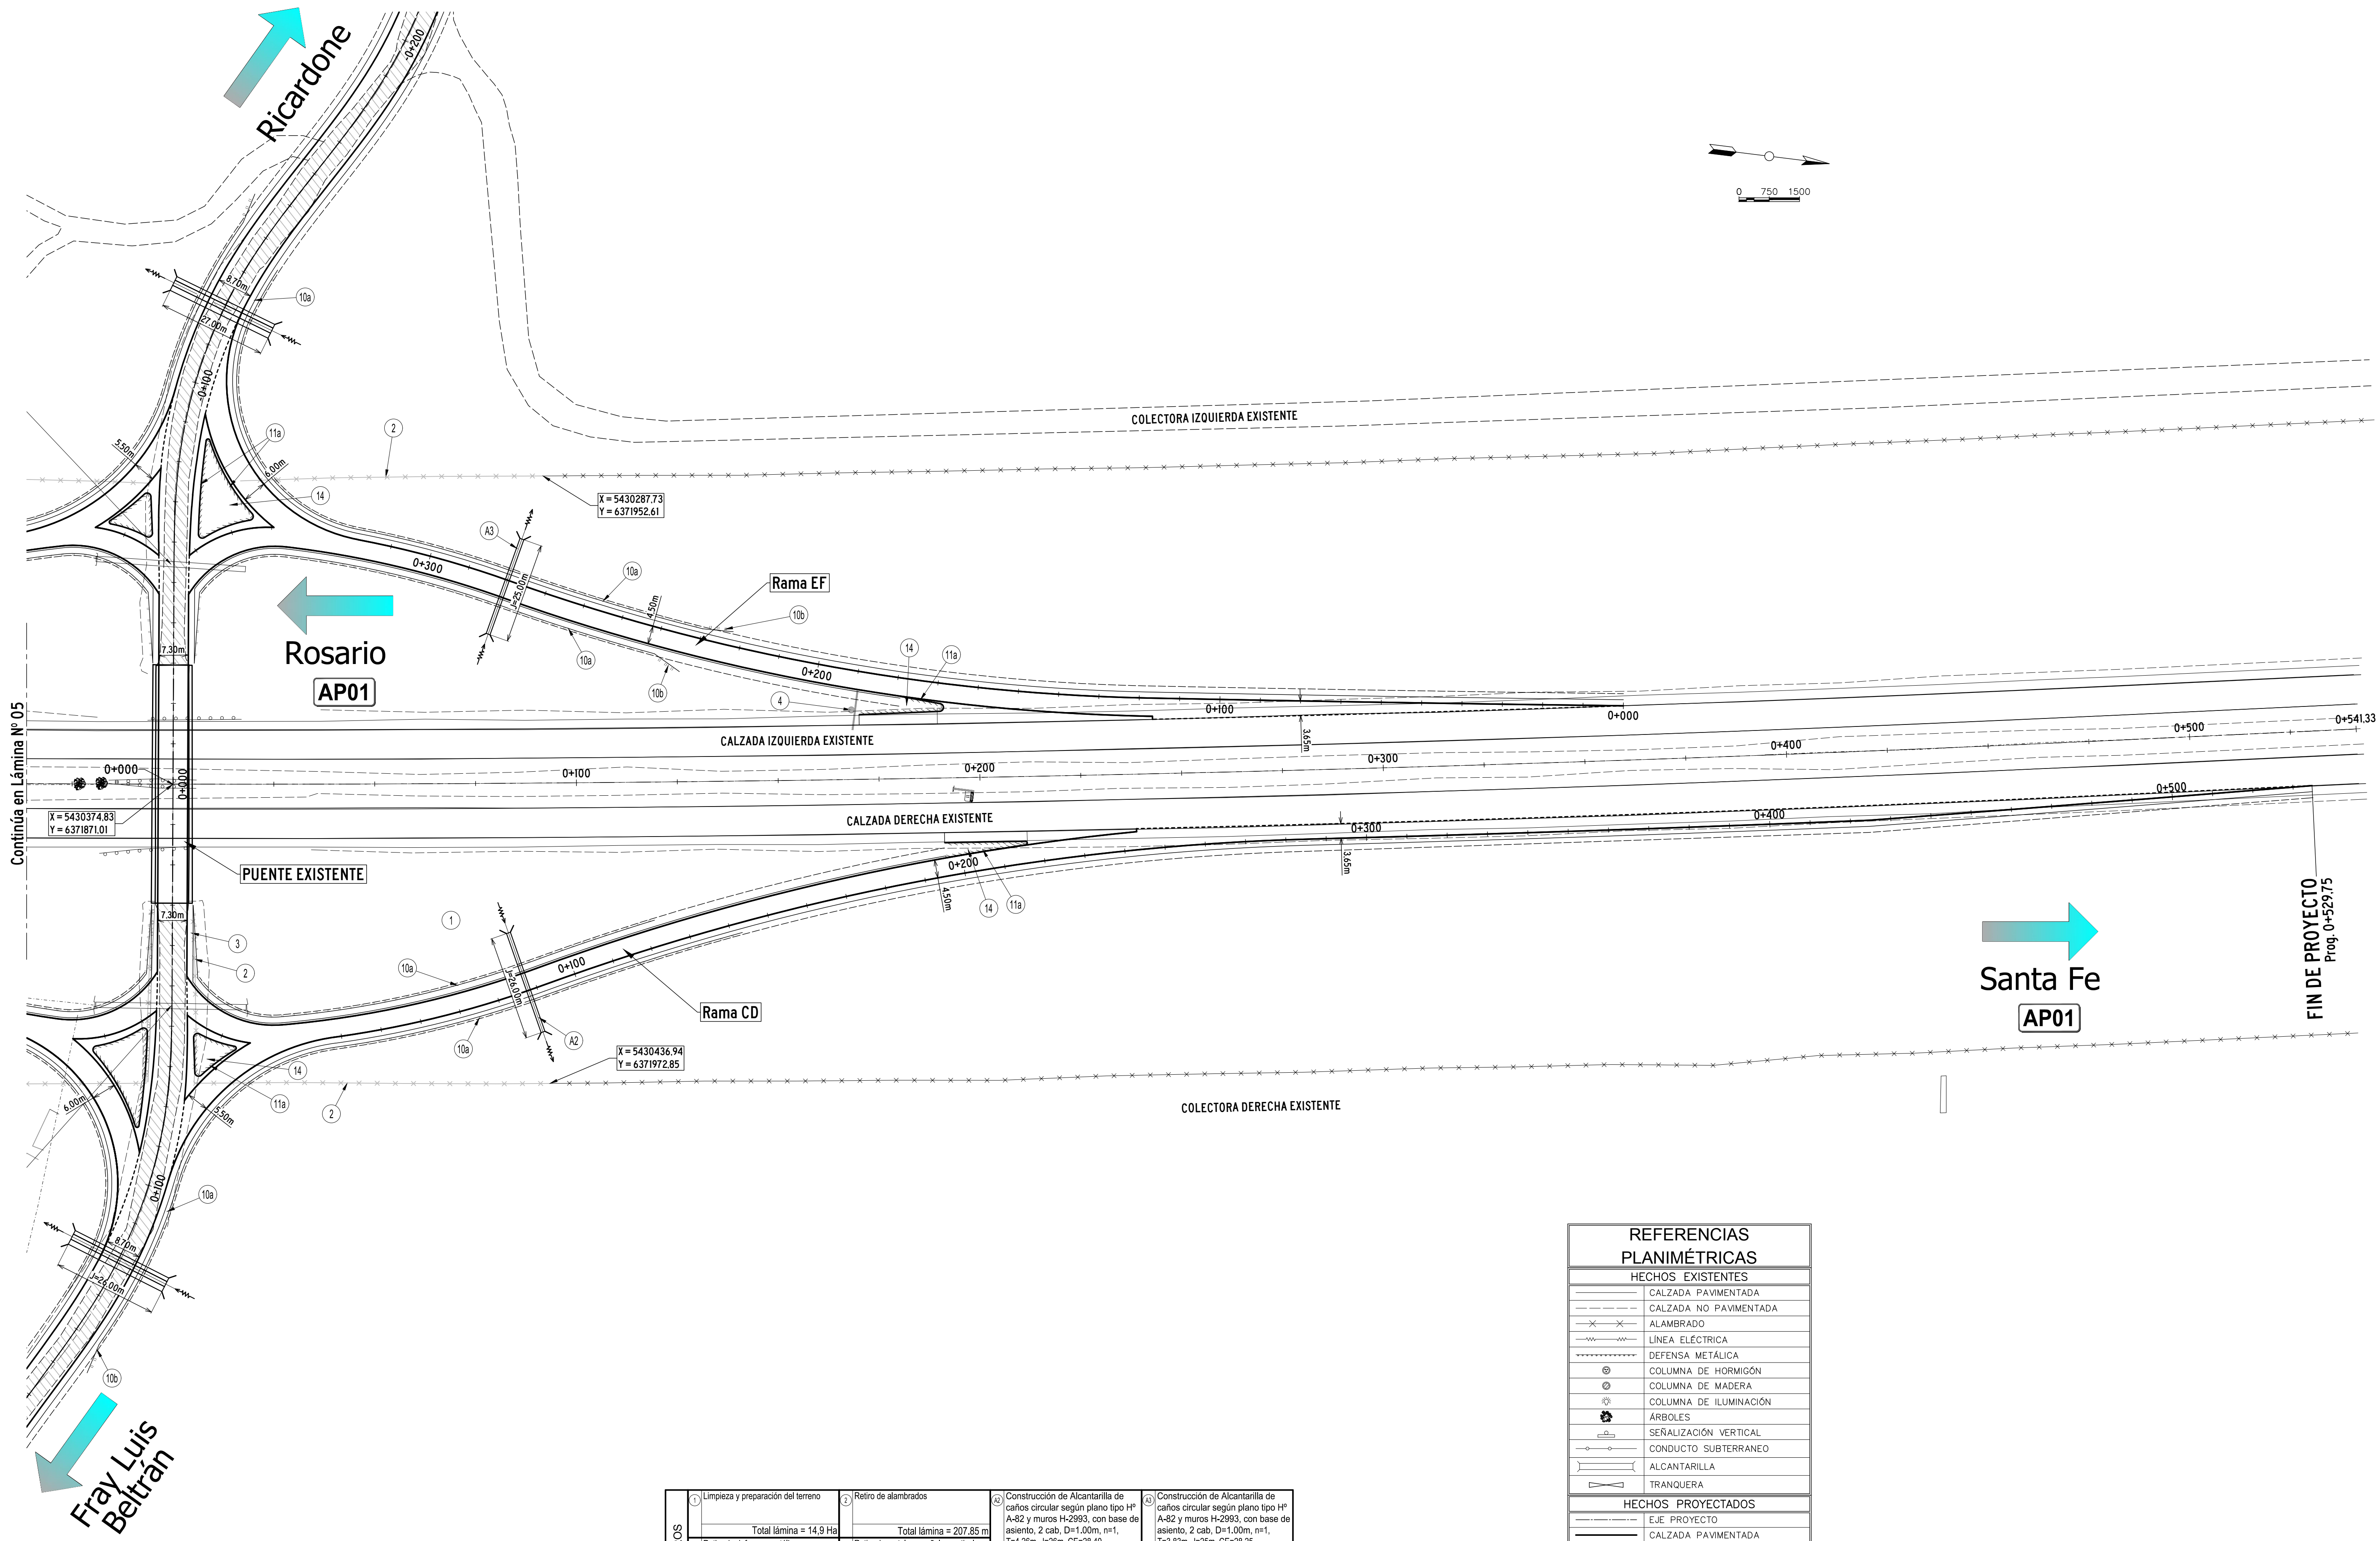 Ricardone
-0+200
0 750 1500
8.70m
10a
27.00m
-0+100
COLECTORA IZQUIERDA EXISTENTE
2
11a
5.50m
6.00m
14
X = 5430287.73
Y = 6371952.61
A3
0+300
J=25.00m
10a
Rama EF
4.50m
10b
Rosario
AP01
7.30m
10a
10b
0+200
14
11a
4
0+100
0+000
3.65m
CALZADA IZQUIERDA EXISTENTE
Continúa en Lámina Nº 05
0+541.33
0+500
0+400
0+300
0+200
0+100
0+000
0+000
X = 5430374.83
Y = 6371871.01
CALZADA DERECHA EXISTENTE
0+500
0+400
0+300
3.65m
0+200
4.50m
14
11a
PUENTE EXISTENTE
7.30m
1
3
2
10a
0+100
J=26.00m
Rama CD
10a
A2
X = 5430436.94
Y = 6371972.85
Santa Fe
AP01
FIN DE PROYECTO
Prog. 0+529.75
14
11a
2
6.00m
5.50m
COLECTORA DERECHA EXISTENTE
0+100
10a
8.70m
J=26.00m
10b
Fray Luis
Beltrán
REFERENCIAS
PLANIMÉTRICAS
HECHOS EXISTENTES
CALZADA PAVIMENTADA
CALZADA NO PAVIMENTADA
ALAMBRADO
LÍNEA ELÉCTRICA
DEFENSA METÁLICA
COLUMNA DE HORMIGÓN
COLUMNA DE MADERA
COLUMNA DE ILUMINACIÓN
ÁRBOLES
SEÑALIZACIÓN VERTICAL
CONDUCTO SUBTERRANEO
ALCANTARILLA
TRANQUERA
HECHOS PROYECTADOS
EJE PROYECTO
CALZADA PAVIMENTADA
1 Limpieza y preparación del terreno
Total lámina = 14,9 Ha
2 Retiro de alambrados
Total lámina = 207.85 m
A2 Construcción de Alcantarilla de
caños circular según plano tipo Hº
A-82 y muros H-2993, con base de
asiento, 2 cab, D=1.00m, n=1,
A3 Construcción de Alcantarilla de
caños circular según plano tipo Hº
A-82 y muros H-2993, con base de
asiento, 2 cab, D=1.00m, n=1,